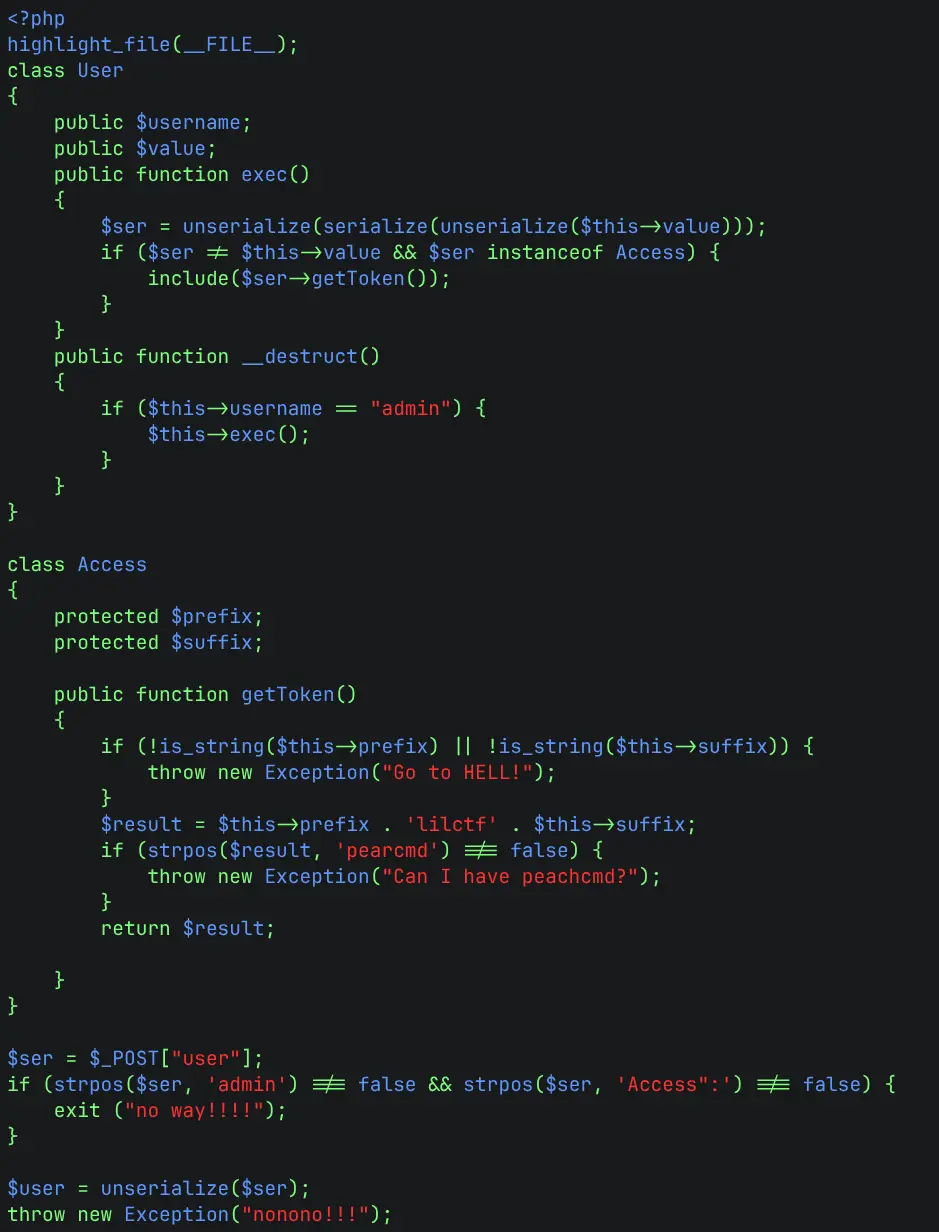 <?php
highlight_file(__FILE__);
class User
{
    public $username;
    public $value;
    public function exec()
    {
        $ser = unserialize(serialize(unserialize($this->value)));
        if ($ser != $this->value && $ser instanceof Access) {
            include($ser->getToken());
        }
    }
    public function __destruct()
    {
        if ($this->username == "admin") {
            $this->exec();
        }
    }
}

class Access
{
    protected $prefix;
    protected $suffix;

    public function getToken()
    {
        if (!is_string($this->prefix) || !is_string($this->suffix)) {
            throw new Exception("Go to HELL!");
        }
        $result = $this->prefix . 'lilctf' . $this->suffix;
        if (strpos($result, 'pearcmd') !== false) {
            throw new Exception("Can I have peachcmd?");
        }
        return $result;

    }
}

$ser = $_POST["user"];
if (strpos($ser, 'admin') !== false && strpos($ser, 'Access":') !== false) {
    exit ("no way!!!!");
}

$user = unserialize($ser);
throw new Exception("nonono!!!");